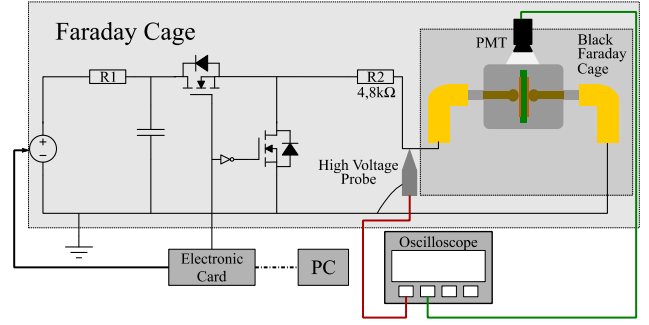 Faraday Cage
PMT
Black
Faraday
Cage
R1
R2
4,8kΩ
High Voltage
Probe
Oscilloscope
Electronic
Card
PC